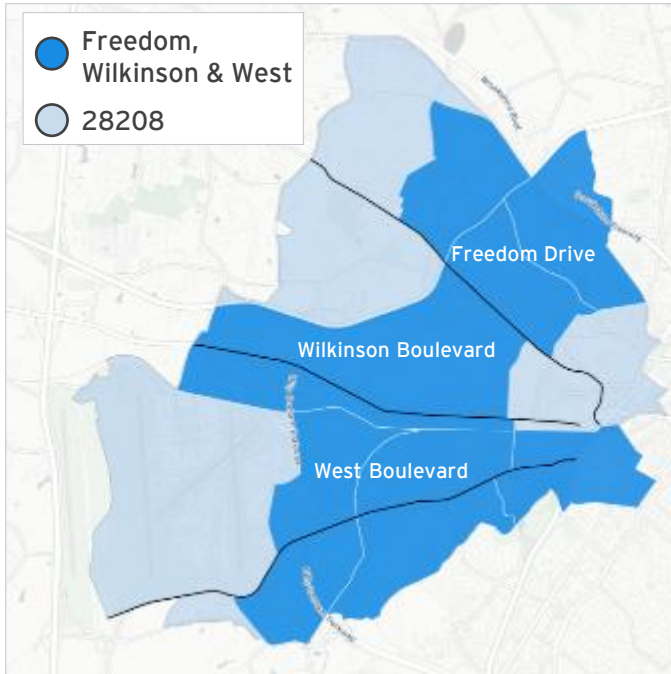 Freedom,
Wilkinson & West
28208
Freedom Drive
Wilkinson Boulevard
West Boulevard